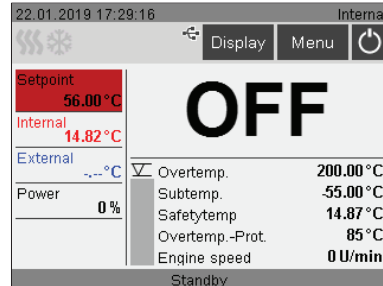 22.01.2019 17:29:16 Interna
Display Menu
Setpoint
56.00°C
OFF
Internal
14.82°C
External
-.--°C
Power
0%
Overtemp. 200.00°C
Subtemp. -55.00°C
Safetytemp 14.87°C
Overtemp.-Prot. 85°C
Engine speed 0 U/min
Standby